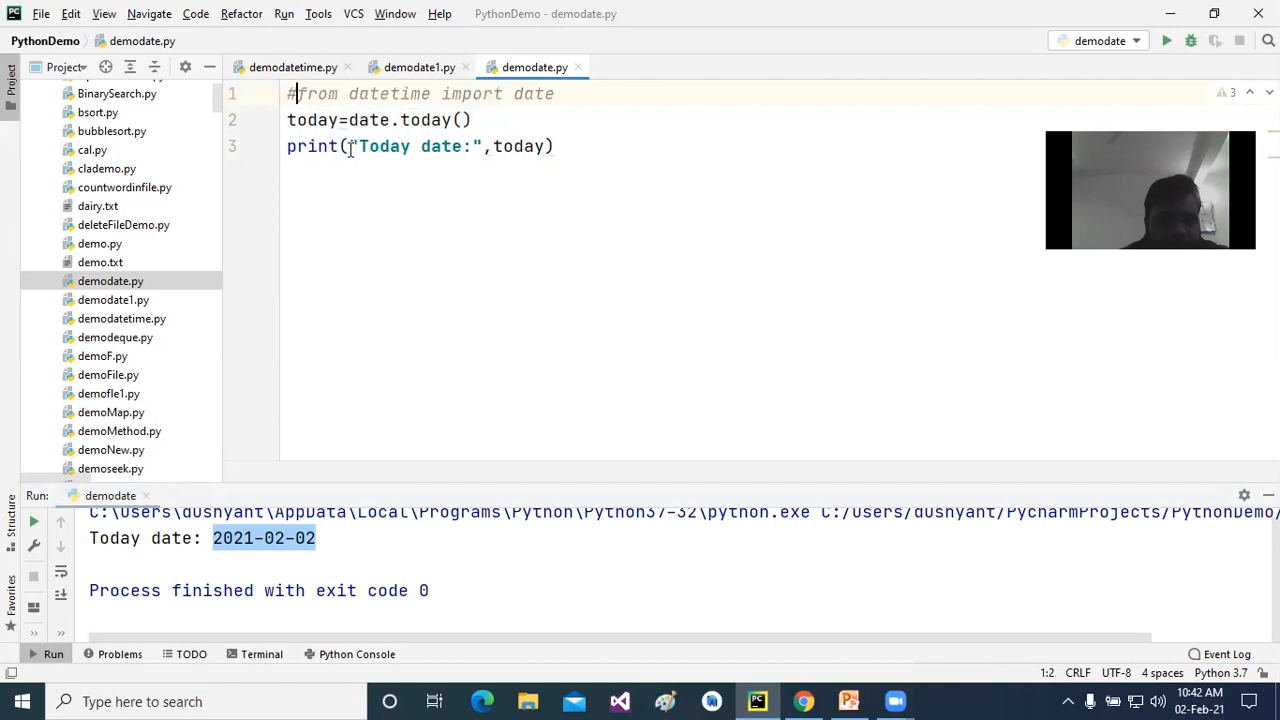 PC File Edit View Navigate Code Refactor Run Tools VCS Window Help PythonDemo - demodate.py
PythonDemo demodate.py demodate
Project demodatetime.py demodate1.py demodate.py
Project
BinarySearch.py
bsort.py
bubblesort.py
cal.py
clademo.py
countwordinfile.py
dairy.txt
deleteFileDemo.py
demo.py
demo.txt
demodate.py
demodate1.py
demodatetime.py
demodeque.py
demoF.py
demoFile.py
demofle1.py
demoMap.py
demoMethod.py
demoNew.py
demoseek.py
1 #from datetime import date
2 today=date.today()
3 print("Today date:",today)
3
Structure
Favorites
Run: demodate
C:\Users\dushyant\AppData\Local\Programs\Python\Python37-32\python.exe C:/Users/dushyant/PycharmProjects/PythonDemo/
Today date: 2021-02-02
Process finished with exit code 0
Run Problems TODO Terminal Python Console Event Log
1:2 CRLF UTF-8 4 spaces Python 3.7
Type here to search
10:42 AM
02-Feb-21